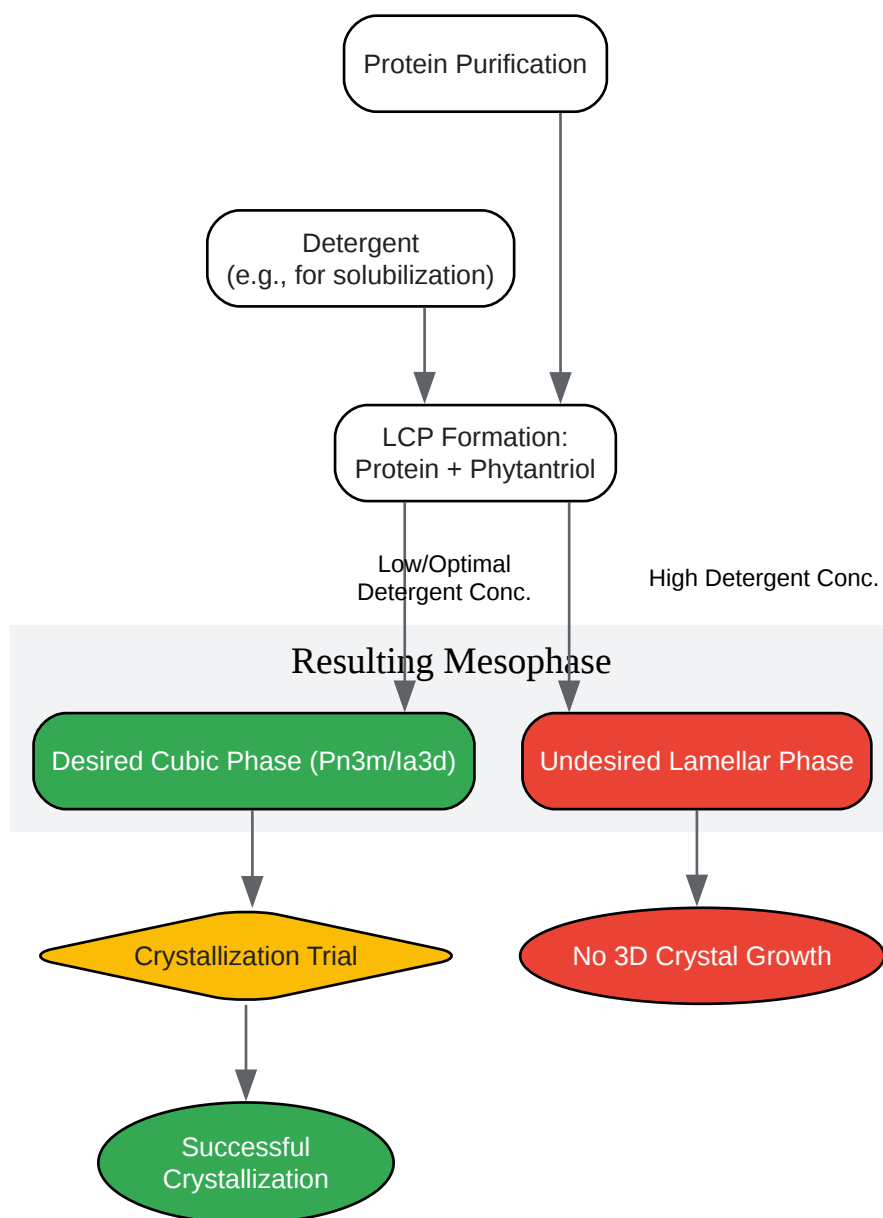 Protein Purification
Detergent
(e.g., for solubilization)
LCP Formation:
Protein + Phytantriol
Low/Optimal
Detergent Conc.
High Detergent Conc.
Resulting Mesophase
Desired Cubic Phase (Pn3m/Ia3d)
Undesired Lamellar Phase
Crystallization Trial
No 3D Crystal Growth
Successful
Crystallization